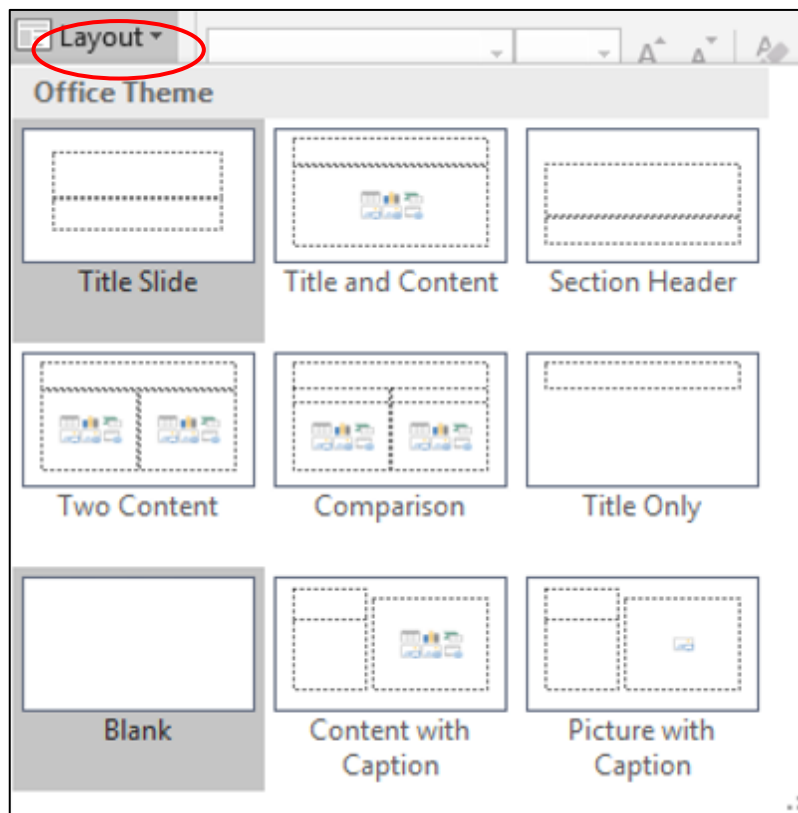 Layout
A A A
Office Theme
Title Slide
Title and Content
Section Header
Two Content
Comparison
Title Only
Blank
Content with
Caption
Picture with
Caption